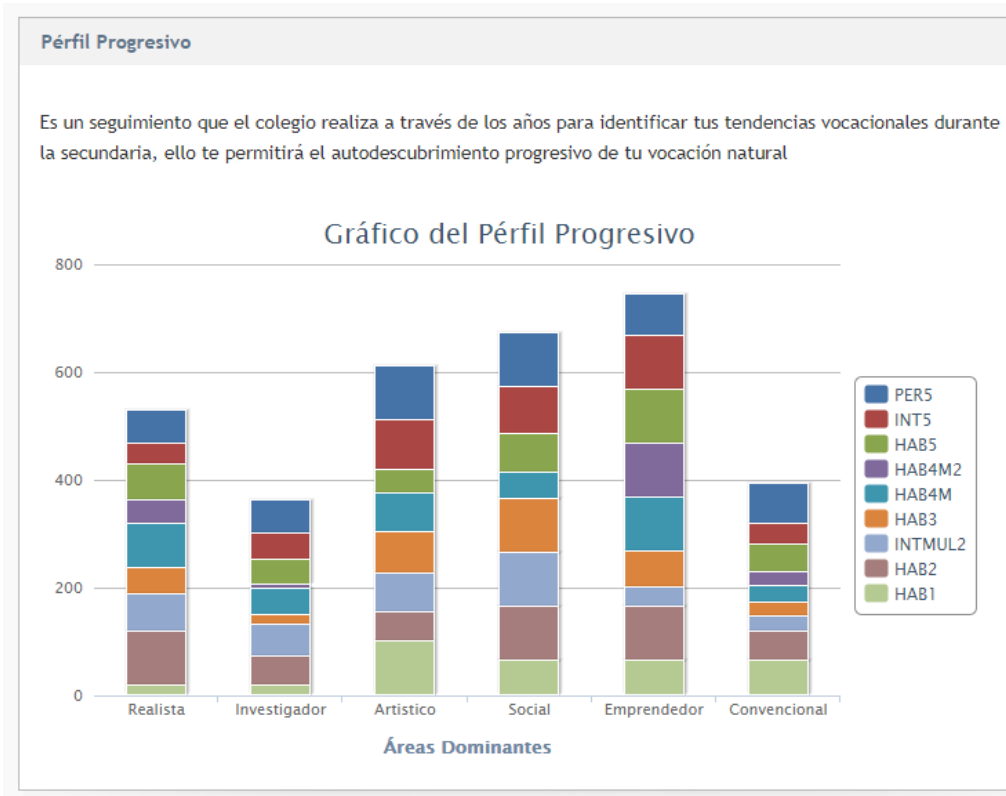 Pérfil Progresivo
Es un seguimiento que el colegio realiza a través de los años para identificar tus tendencias vocacionales durante
la secundaria, ello te permitirá el autodescubrimiento progresivo de tu vocación natural
Gráfico del Pérfil Progresivo
800
600
400
200
0
Realista
Investigador
Artistico
Social
Emprendedor
Convencional
Áreas Dominantes
PER5
INT5
HAB5
HAB4M2
HAB4M
HAB3
INTMUL2
HAB2
HAB1